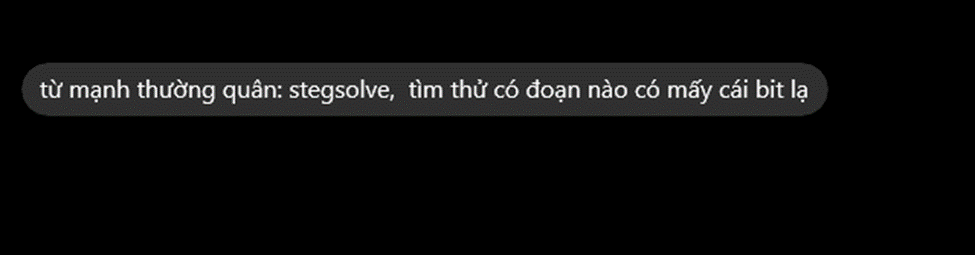 từ mạnh thường quân: stegsolve,  tìm thử có đoạn nào có mấy cái bit lạ